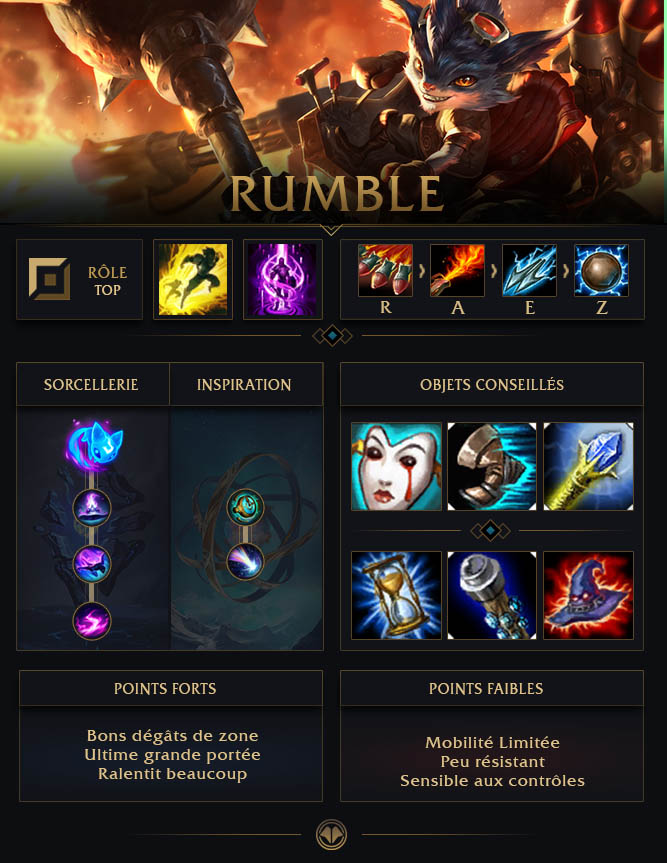 RUMBLE
RÔLE
TOP
R A E Z
SORCELLERIE
INSPIRATION
OBJETS CONSEILLÉS
POINTS FORTS
Bons dégâts de zone
Ultime grande portée
Ralentit beaucoup
POINTS FAIBLES
Mobilité Limitée
Peu résistant
Sensible aux contrôles